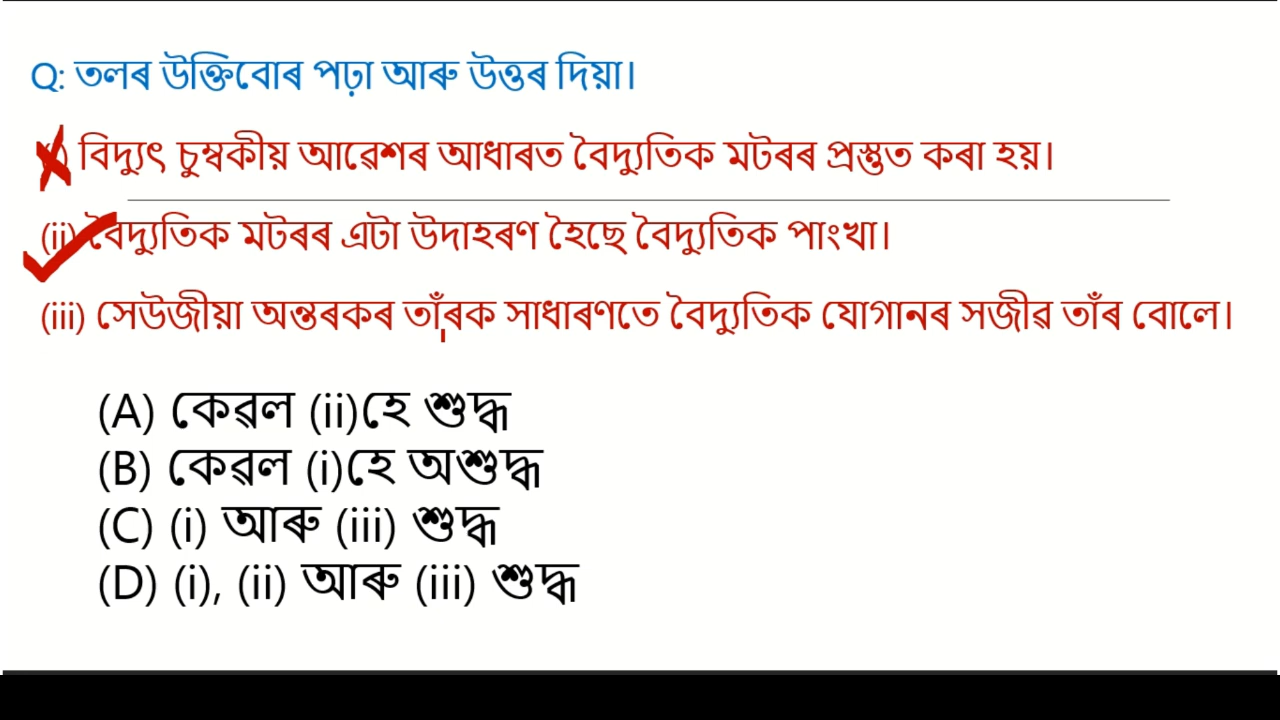 Q: তলৰ উক্তিবোৰ পঢ়া আৰু উত্তৰ দিয়া।
(i) বিদ্যুৎ চুম্বকীয় আৱেশৰ আধাৰত বৈদ্যুতিক মটৰৰ প্ৰস্তুত কৰা হয়।
(ii) বৈদ্যুতিক মটৰৰ এটা উদাহৰণ হৈছে বৈদ্যুতিক পাংখা।
(iii) সেউজীয়া অন্তৰকৰ তাঁৰক সাধাৰণতে বৈদ্যুতিক যোগানৰ সজীৱ তাঁৰ বোলে।
(A) কেৱল (ii)হে শুদ্ধ
(B) কেৱল (i)হে অশুদ্ধ
(C) (i) আৰু (iii) শুদ্ধ
(D) (i), (ii) আৰু (iii) শুদ্ধ